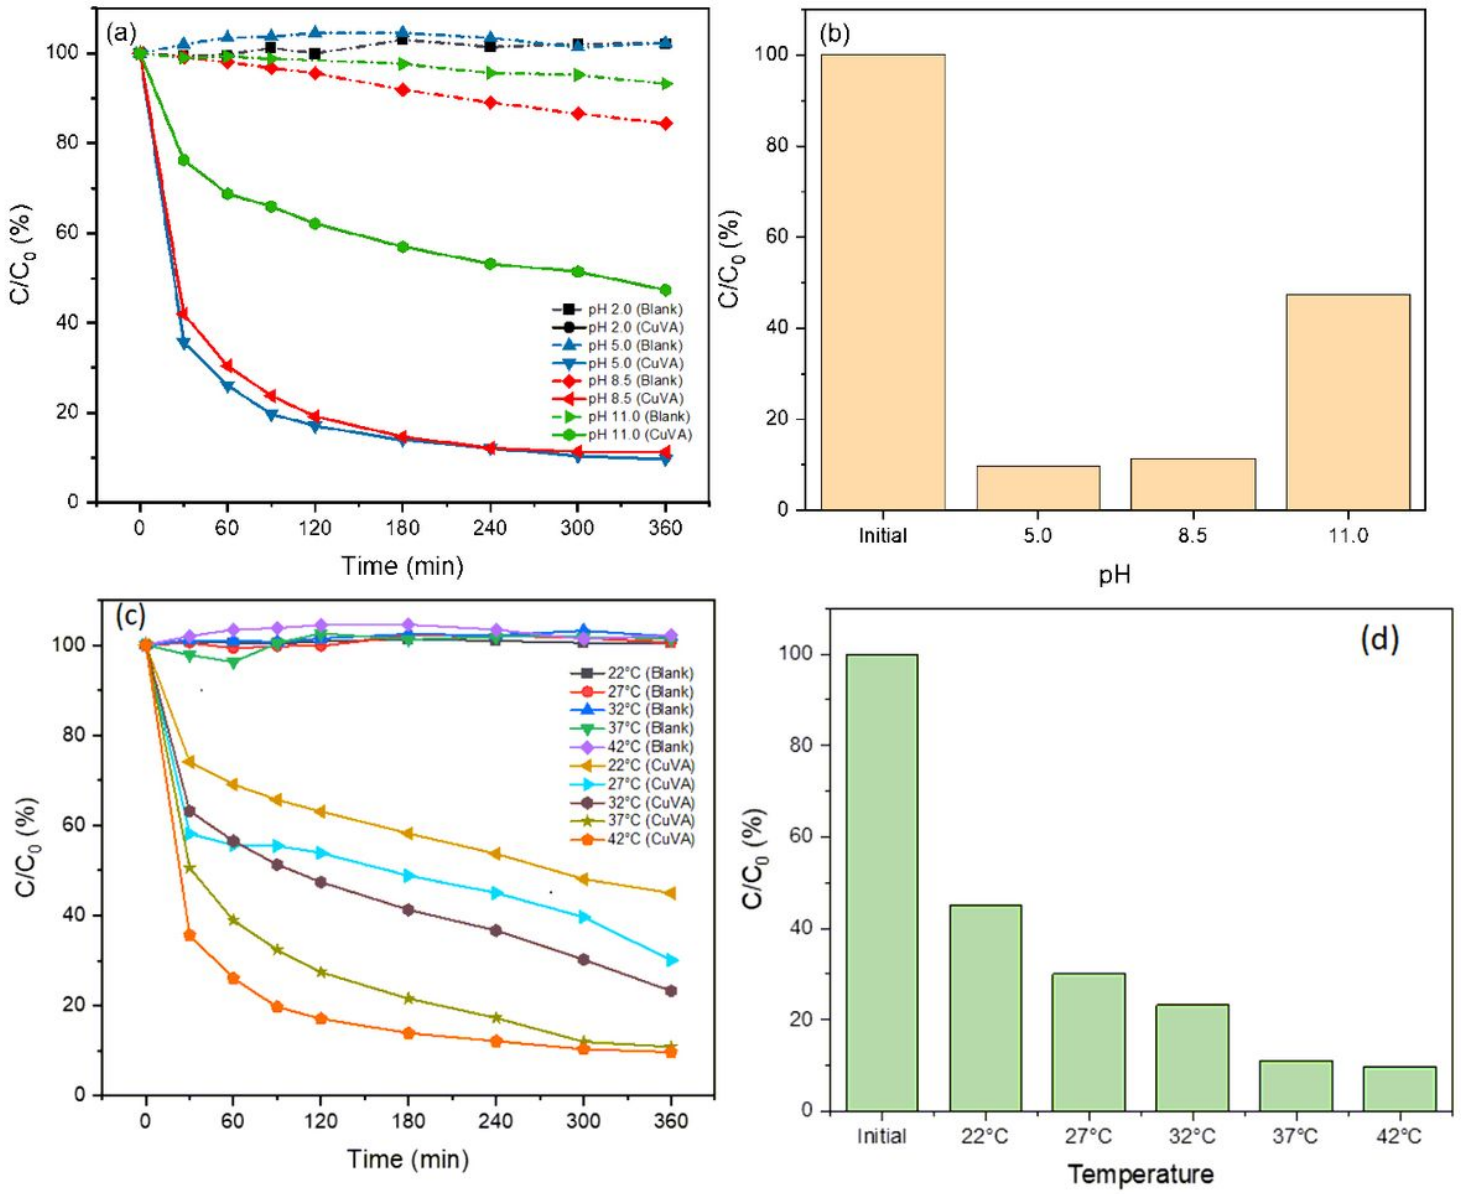 (a)
100
80
60
40
20
0
C/C0 (%)
pH 2.0 (Blank)
pH 2.0 (CuVA)
pH 5.0 (Blank)
pH 5.0 (CuVA)
pH 8.5 (Blank)
pH 8.5 (CuVA)
pH 11.0 (Blank)
pH 11.0 (CuVA)
0 60 120 180 240 300 360
Time (min)
(b)
100
80
60
40
20
0
C/C0 (%)
Initial 5.0 8.5 11.0
pH
(c)
100
80
60
40
20
0
C/C0 (%)
22°C (Blank)
27°C (Blank)
32°C (Blank)
37°C (Blank)
42°C (Blank)
22°C (CuVA)
27°C (CuVA)
32°C (CuVA)
37°C (CuVA)
42°C (CuVA)
0 60 120 180 240 300 360
Time (min)
(d)
100
80
60
40
20
0
C/C0 (%)
Initial 22°C 27°C 32°C 37°C 42°C
Temperature